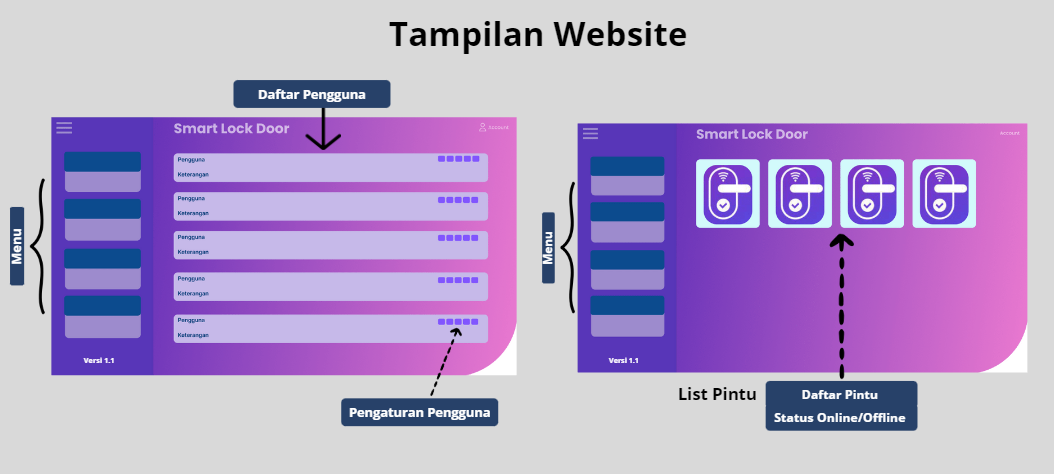 Tampilan Website
Daftar Pengguna
Smart Lock Door
Account
Pengguna
Keterangan
Pengguna
Keterangan
Pengguna
Keterangan
Pengguna
Keterangan
Pengguna
Keterangan
Menu
Versi 1.1
Pengaturan Pengguna
Smart Lock Door
Account
Menu
Versi 1.1
List Pintu
Daftar Pintu
Status Online/Offline